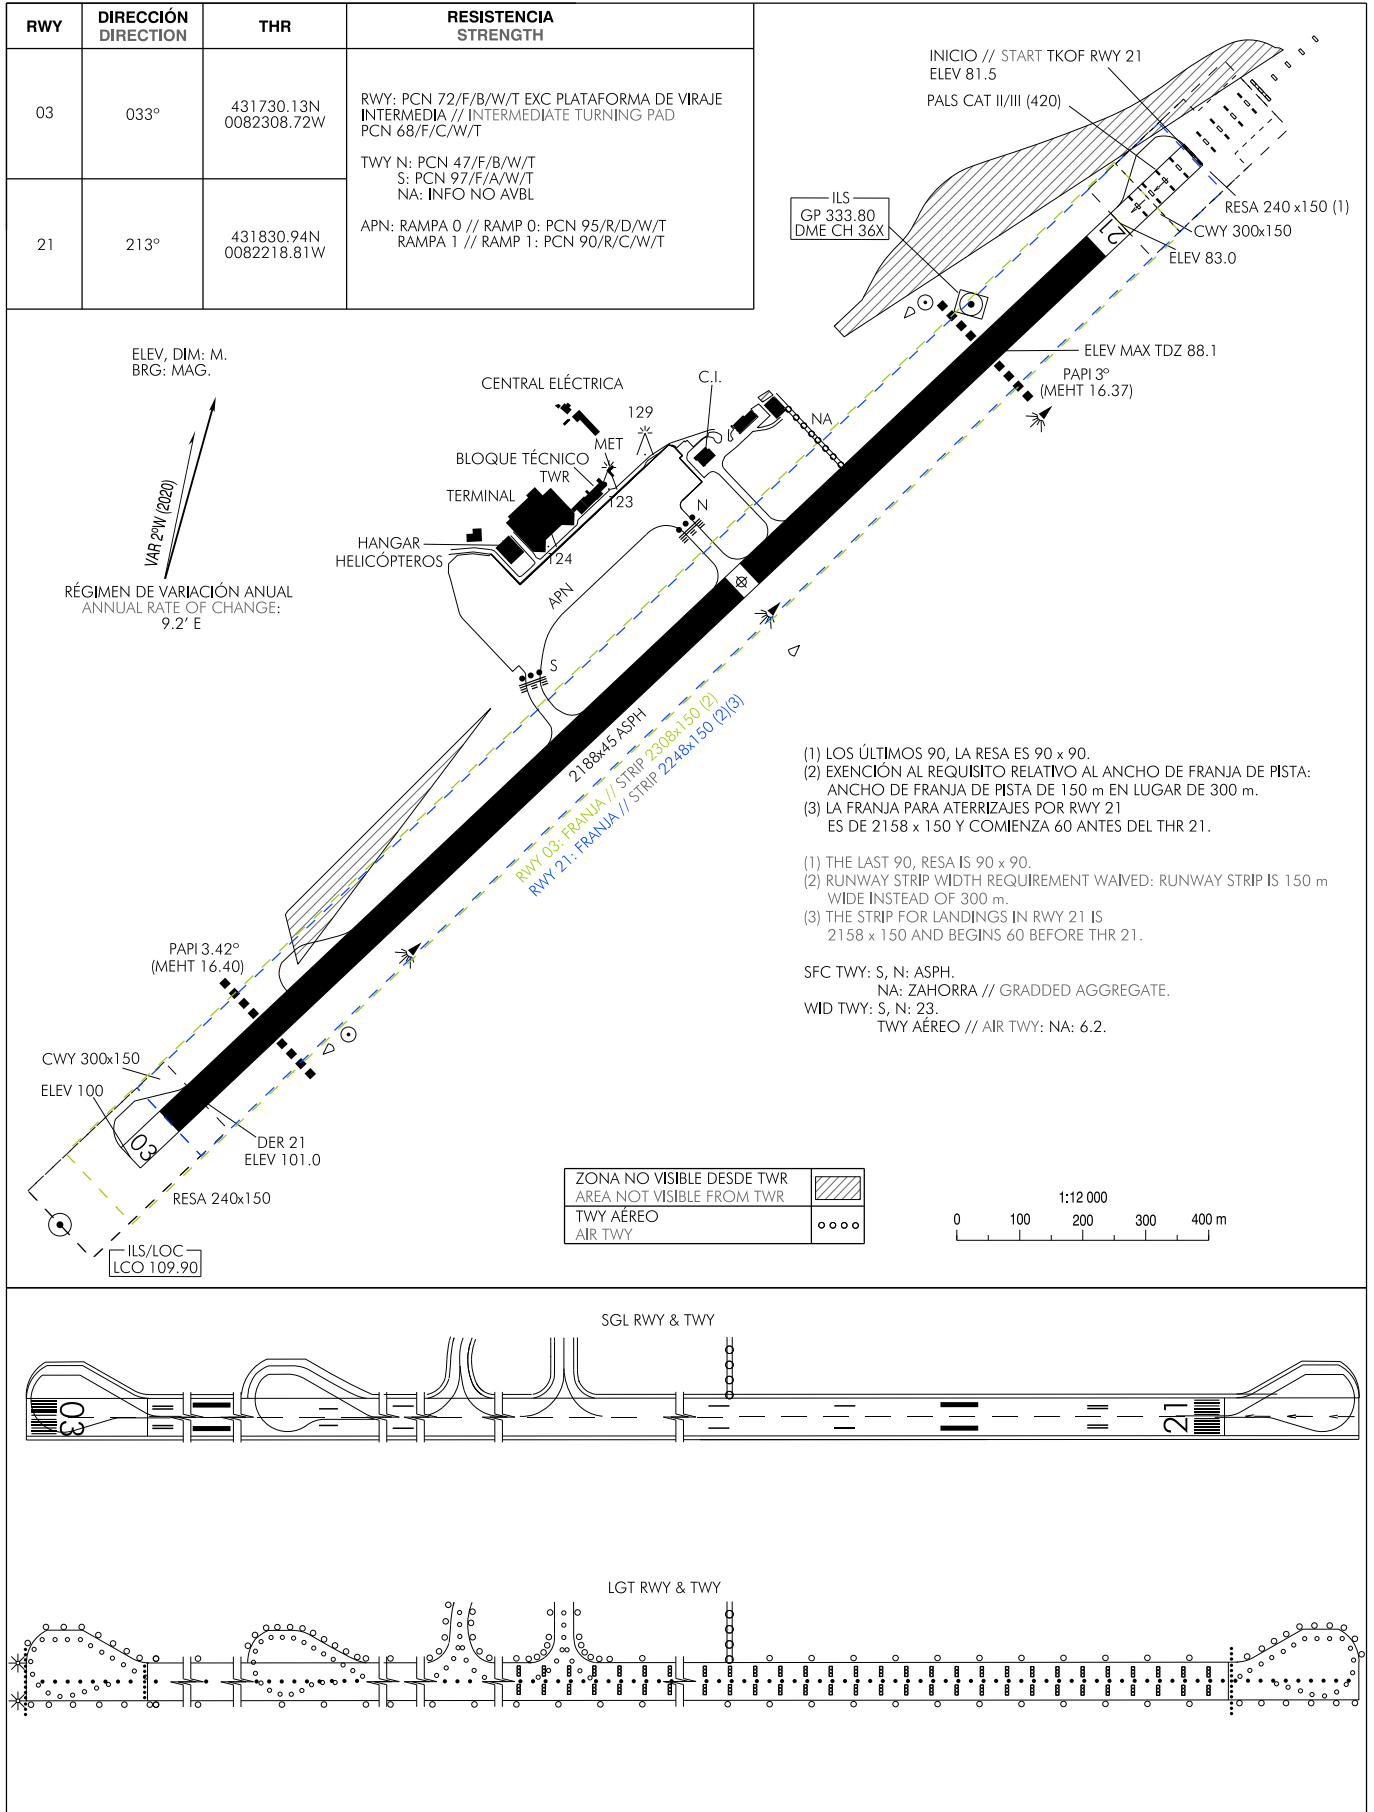 RWY
DIRECCIÓN
DIRECTION
THR
RESISTENCIA
STRENGTH
03
033º
431730.13N
0082308.72W
RWY: PCN 72/F/B/W/T EXC PLATAFORMA DE VIRAJE
INTERMEDIA // INTERMEDIATE TURNING PAD
PCN 68/F/C/W/T
TWY N: PCN 47/F/B/W/T
S: PCN 97/F/A/W/T
NA: INFO NO AVBL
APN: RAMPA 0 // RAMP 0: PCN 95/R/D/W/T
RAMPA 1 // RAMP 1: PCN 90/R/C/W/T
21
213º
431830.94N
0082218.81W
INICIO // START TKOF RWY 21
ELEV 81.5
PALS CAT II/III (420)
ILS
GP 333.80
DME CH 36X
RESA 240 x150 (1)
CWY 300x150
ELEV 83.0
21
ELEV MAX TDZ 88.1
PAPI 3º
(MEHT 16.37)
ELEV, DIM: M.
BRG: MAG.
VAR 2ºW (2020)
RÉGIMEN DE VARIACIÓN ANUAL
ANNUAL RATE OF CHANGE:
9.2' E
CENTRAL ELÉCTRICA
C.I.
129
NA
MET
BLOQUE TÉCNICO
TWR
TERMINAL
123
N
HANGAR
HELICÓPTEROS
124
APN
S
2188x45 ASPH
RWY 03: FRANJA // STRIP 2308x150 (2)
RWY 21: FRANJA // STRIP 2248x150 (2)(3)
(1) LOS ÚLTIMOS 90, LA RESA ES 90 x 90.
(2) EXENCIÓN AL REQUISITO RELATIVO AL ANCHO DE FRANJA DE PISTA:
ANCHO DE FRANJA DE PISTA DE 150 m EN LUGAR DE 300 m.
(3) LA FRANJA PARA ATERRIZAJES POR RWY 21
ES DE 2158 x 150 Y COMIENZA 60 ANTES DEL THR 21.
(1) THE LAST 90, RESA IS 90 x 90.
(2) RUNWAY STRIP WIDTH REQUIREMENT WAIVED: RUNWAY STRIP IS 150 m
WIDE INSTEAD OF 300 m.
(3) THE STRIP FOR LANDINGS IN RWY 21 IS
2158 x 150 AND BEGINS 60 BEFORE THR 21.
SFC TWY: S, N: ASPH.
NA: ZAHORRA // GRADDED AGGREGATE.
WID TWY: S, N: 23.
TWY AÉREO // AIR TWY: NA: 6.2.
PAPI 3.42º
(MEHT 16.40)
CWY 300x150
ELEV 100
03
DER 21
ELEV 101.0
RESA 240x150
ILS/LOC
LCO 109.90
ZONA NO VISIBLE DESDE TWR
AREA NOT VISIBLE FROM TWR
TWY AÉREO
AIR TWY
1:12 000
0 100 200 300 400 m
SGL RWY & TWY
03
21
LGT RWY & TWY